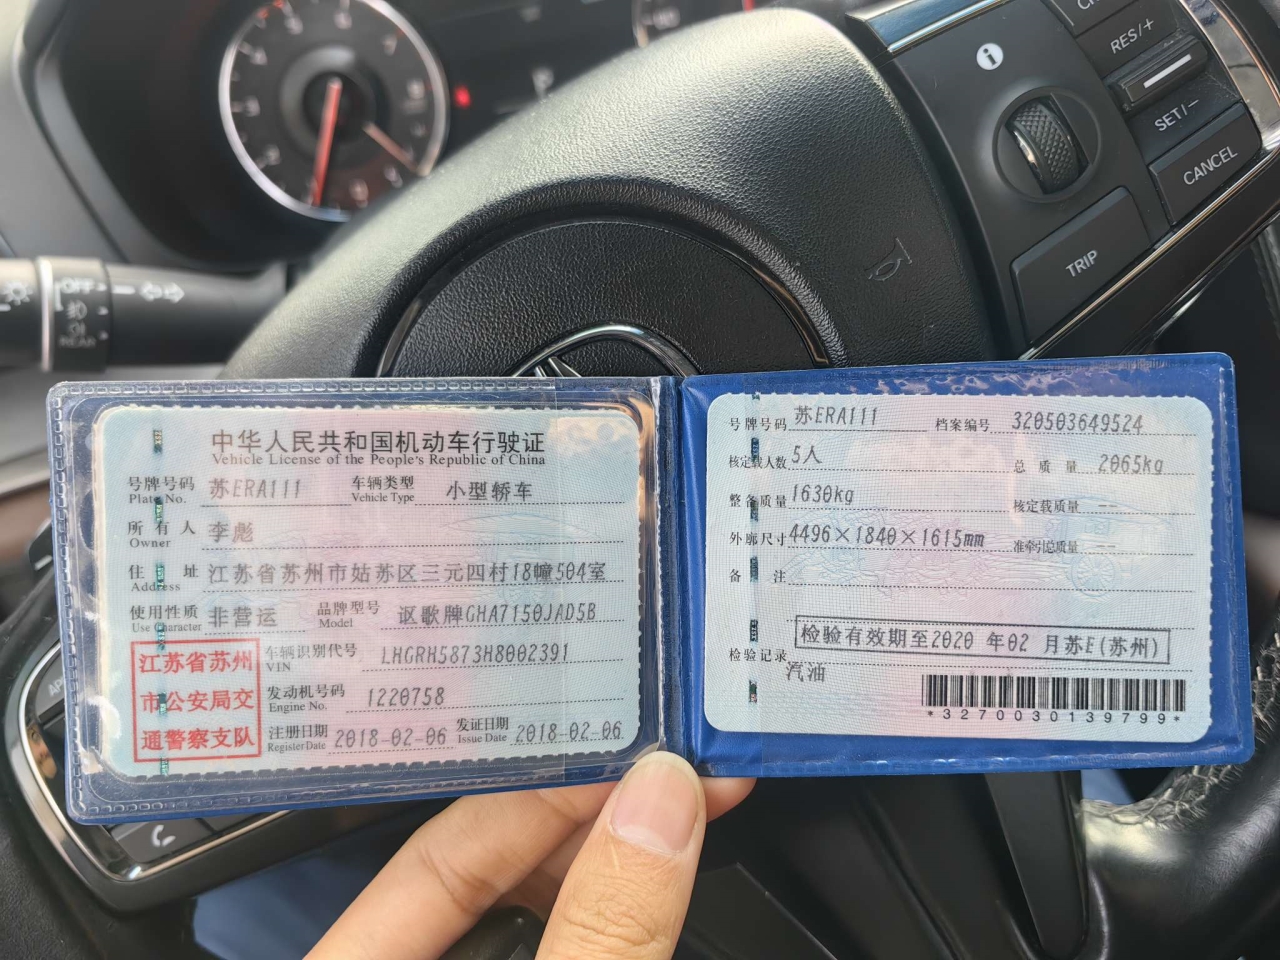 RES/+
SET/-
CANCEL
TRIP
OFF
REAR
中华人民共和国机动车行驶证
Vehicle License of the People's Republic of China
号牌号码 苏ERA111 车辆类型 小型轿车
Plate No. Vehicle Type
所有人 李彪
Owner
住址 江苏省苏州市姑苏区三元四村18幢504室
Address
使用性质 非营运 品牌型号 讴歌牌GHA7150JAD5B
Use Character Model
江苏省苏州
市公安局交
通警察支队
车辆识别代号 LHGRH5873H8002391
VIN
发动机号码 1220758
Engine No.
注册日期 2018-02-06 发证日期 2018-02-06
Register Date Issue Date
号牌号码 苏ERA111 档案编号 320503649524
核定载人数 5人 总质量 2065kg
整备质量 1630kg 核定载质量 --
外廓尺寸 4496×1840×1615mm 准牵引总质量 --
备注
检验有效期至2020 年02 月苏E(苏州)
检验记录
汽油
*3270030139799*